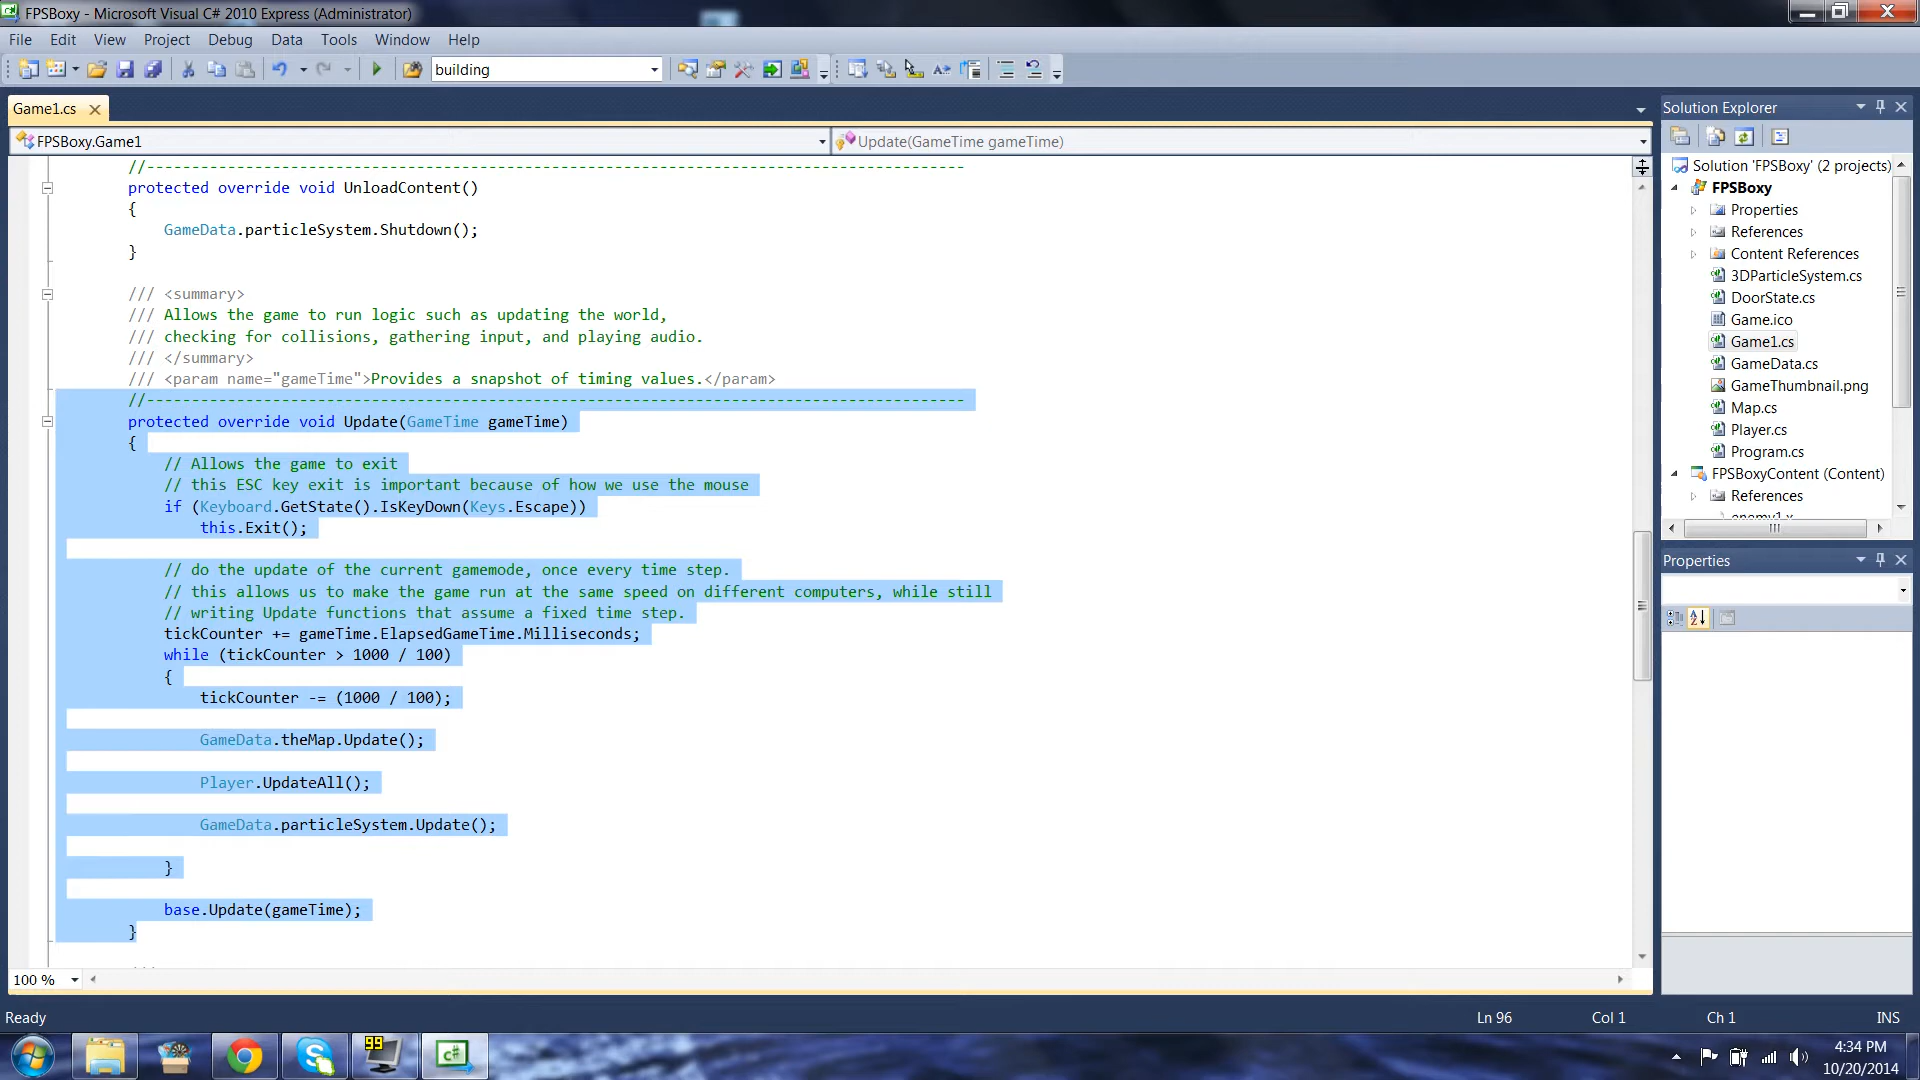 FPSBoxy - Microsoft Visual C# 2010 Express (Administrator)
File Edit View Project Debug Data Tools Window Help
building
Game1.cs
FPSBoxy.Game1
Update(GameTime gameTime)
//-------------------------------------------------------------------------------------------
protected override void UnloadContent()
{
GameData.particleSystem.Shutdown();
}
/// <summary>
/// Allows the game to run logic such as updating the world,
/// checking for collisions, gathering input, and playing audio.
/// </summary>
/// <param name="gameTime">Provides a snapshot of timing values.</param>
//-------------------------------------------------------------------------------------------
protected override void Update(GameTime gameTime)
{
// Allows the game to exit
// this ESC key exit is important because of how we use the mouse
if (Keyboard.GetState().IsKeyDown(Keys.Escape))
this.Exit();
// do the update of the current gamemode, once every time step.
// this allows us to make the game run at the same speed on different computers, while still
// writing Update functions that assume a fixed time step.
tickCounter += gameTime.ElapsedGameTime.Milliseconds;
while (tickCounter > 1000 / 100)
{
tickCounter -= (1000 / 100);
GameData.theMap.Update();
Player.UpdateAll();
GameData.particleSystem.Update();
}
base.Update(gameTime);
}
100 %
Solution Explorer
Solution 'FPSBoxy' (2 projects)
FPSBoxy
Properties
References
Content References
3DParticleSystem.cs
DoorState.cs
Game.ico
Game1.cs
GameData.cs
GameThumbnail.png
Map.cs
Player.cs
Program.cs
FPSBoxyContent (Content)
References
enemy1.x
Properties
Ready
Ln 96
Col 1
Ch 1
INS
99
4:34 PM
10/20/2014